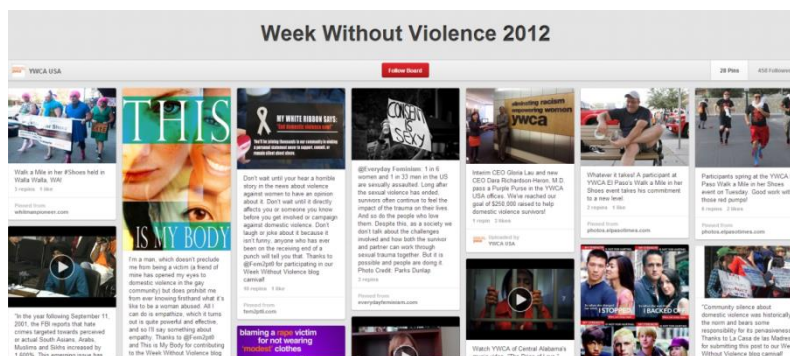 Week Without Violence 2012
YWCA USA
Follow Board
28 Pins
458 Followers
Walk a Mile in her #Shoes held in
Walla Walla, WA!
3 repins 1 like
Pinned from
whitmanpioneer.com
"In the year following September 11,
2001, the FBI reports that hate
crimes targeted towards perceived
or actual South Asians, Arabs,
Muslims and Sikhs increased by
1,600%. This emerging issue has
THIS
IS MY BODY
I'm a man, which doesn't preclude
me from being a victim (a friend of
mine has opened my eyes to
domestic violence in the gay
community) but does prohibit me
from ever knowing firsthand what it's
like to be a woman abused. All I
can do is empathize, which it turns
out is quite powerful and effective,
and so I'll say something about
empathy. Thanks to @Fem2pt0
and This is My Body for contributing
to the Week Without Violence blog
MY WHITE RIBBON SAYS:
Don't wait until your hear a horrible
story in the news about violence
against women to have an opinion
about it. Don't wait until it directly
affects you or someone you know
before you get involved or campaign
against domestic violence. Don't
laugh or joke about it because it
isn't funny, anyone who has ever
been on the receiving end of a
punch will tell you that. Thanks to
@Fem2pt0 for participating in our
Week Without Violence blog
carnival!
Pinned from
fem2pt0.com
blaming a rape victim
for not wearing
'modest' clothes
CONSENT
IS
SEXY
@Everyday Feminism: 1 in 6
women and 1 in 33 men in the US
are sexually assaulted. Long after
the sexual violence has ended,
survivors often continue to feel the
impact of the trauma on their lives.
And so do the people who love
them. Despite this, as a society we
don't talk about the challenges
involved and how both the survivor
and partner can work through
sexual trauma together. But it is
possible and people are doing it.
Photo Credit: Parks Dunlap
3 repins
Pinned from
everydayfeminism.com
eliminating racism
empowering women
ywca
Interim CEO Gloria Lau and new
CEO Dara Richardson-Heron, M.D.
pass a Purple Purse in the YWCA
USA offices. We've reached our
goal of $250,000 raised to help
domestic violence survivors!
Uploaded by
YWCA USA
Watch YWCA of Central Alabama's
Whatever it takes! A participant at
YWCA El Paso's Walk a Mile in her
Shoes event takes his commitment
to a new level.
2 repins 1 like
Pinned from
photos.elpasotimes.com
I STOPPED
I BACKED OFF
Participants spring at the YWCA
Paso Walk a Mile in her Shoes
event on Tuesday. Good work with
those red pumps!
Pinned from
photos.elpasotimes.com
"Community silence about
domestic violence was historically
the norm and bears some
responsibility for its pervasiveness
Thanks to La Casa de las Madres
for submitting this post to our We
Without Violence blog carnival